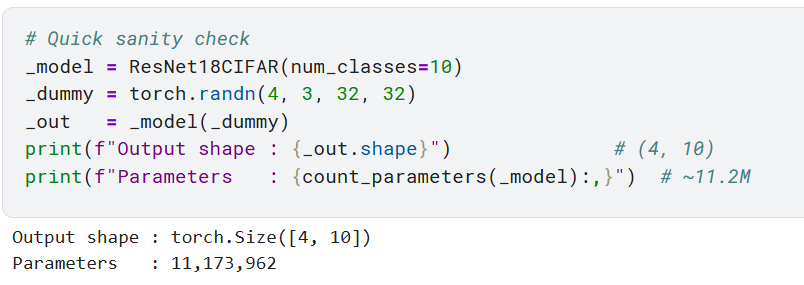 # Quick sanity check
_model = ResNet18CIFAR(num_classes=10)
_dummy = torch.randn(4, 3, 32, 32)
_out   = _model(_dummy)
print(f"Output shape : {_out.shape}")              # (4, 10)
print(f"Parameters   : {count_parameters(_model):,}")  # ~11.2M
Output shape : torch.Size([4, 10])
Parameters   : 11,173,962